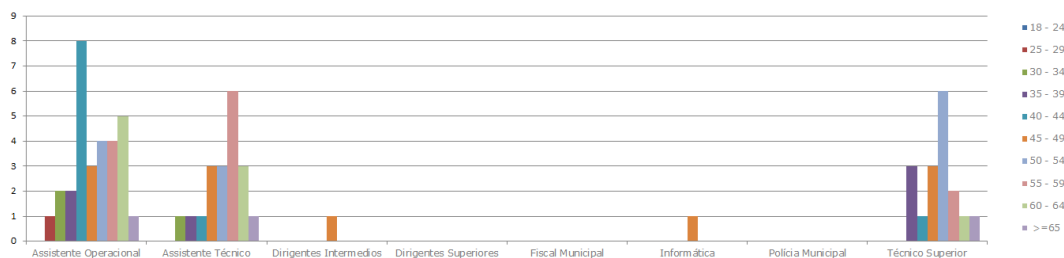 9
8
7
6
5
4
3
2
1
0
Assistente Operacional Assistente Técnico Dirigentes Intermedios Dirigentes Superiores Fiscal Municipal Informática Polícia Municipal Técnico Superior
18 - 24
25 - 29
30 - 34
35 - 39
40 - 44
45 - 49
50 - 54
55 - 59
60 - 64
>=65